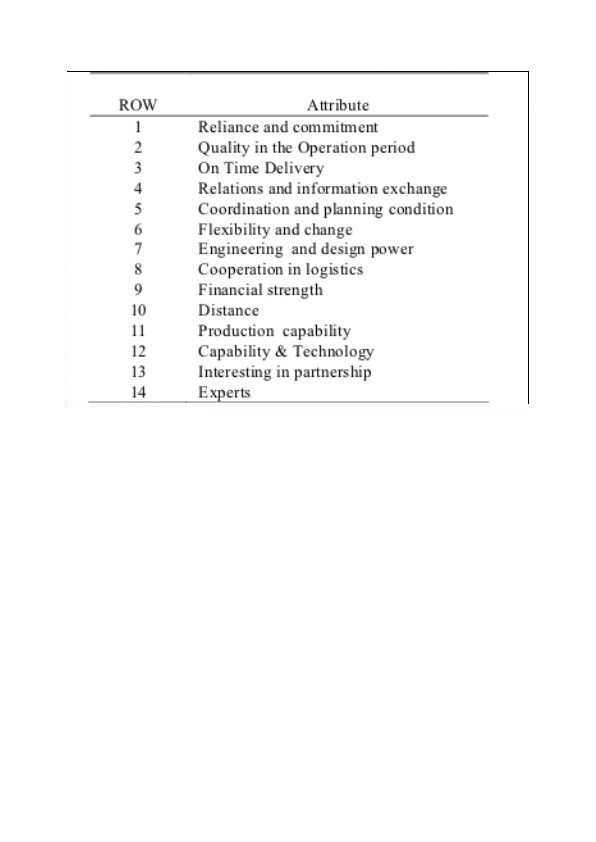 ROW Attribute
1 Reliance and commitment
2 Quality in the Operation period
3 On Time Delivery
4 Relations and information exchange
5 Coordination and planning condition
6 Flexibility and change
7 Engineering and design power
8 Cooperation in logistics
9 Financial strength
10 Distance
11 Production capability
12 Capability & Technology
13 Interesting in partnership
14 Experts